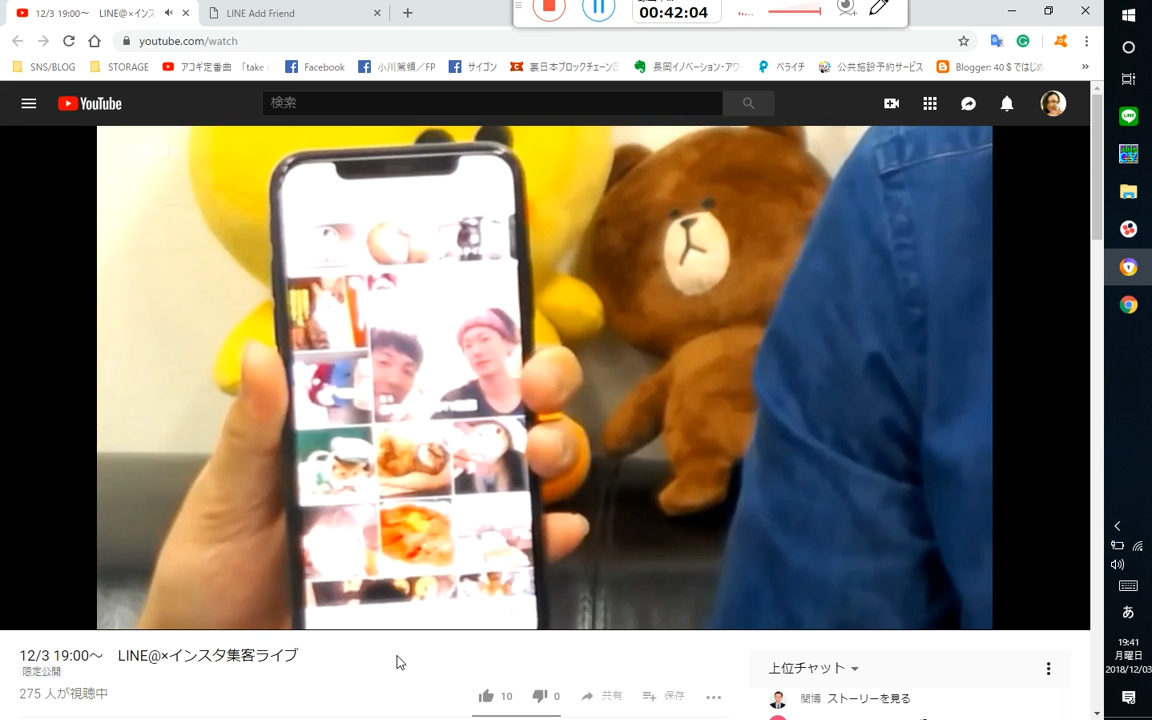 12/3 19:00～ LINE@×インス
LINE Add Friend
00:42:04
youtube.com/watch
SNS/BLOG
STORAGE
アコギ定番曲 「take
Facebook
小川駕頼／FP
サイゴン
裏日本ブロックチェーン
長岡イノベーション・アワ
ペライチ
公共施設予約サービス
Blogger: 40＄ではじめ
»
YouTube
検索
12/3 19:00～ LINE@×インスタ集客ライブ
限定公開
275 人が視聴中
10
0
共有
保存
上位チャット
ストーリーを見る
あ
19:41
月曜日
2018/12/03